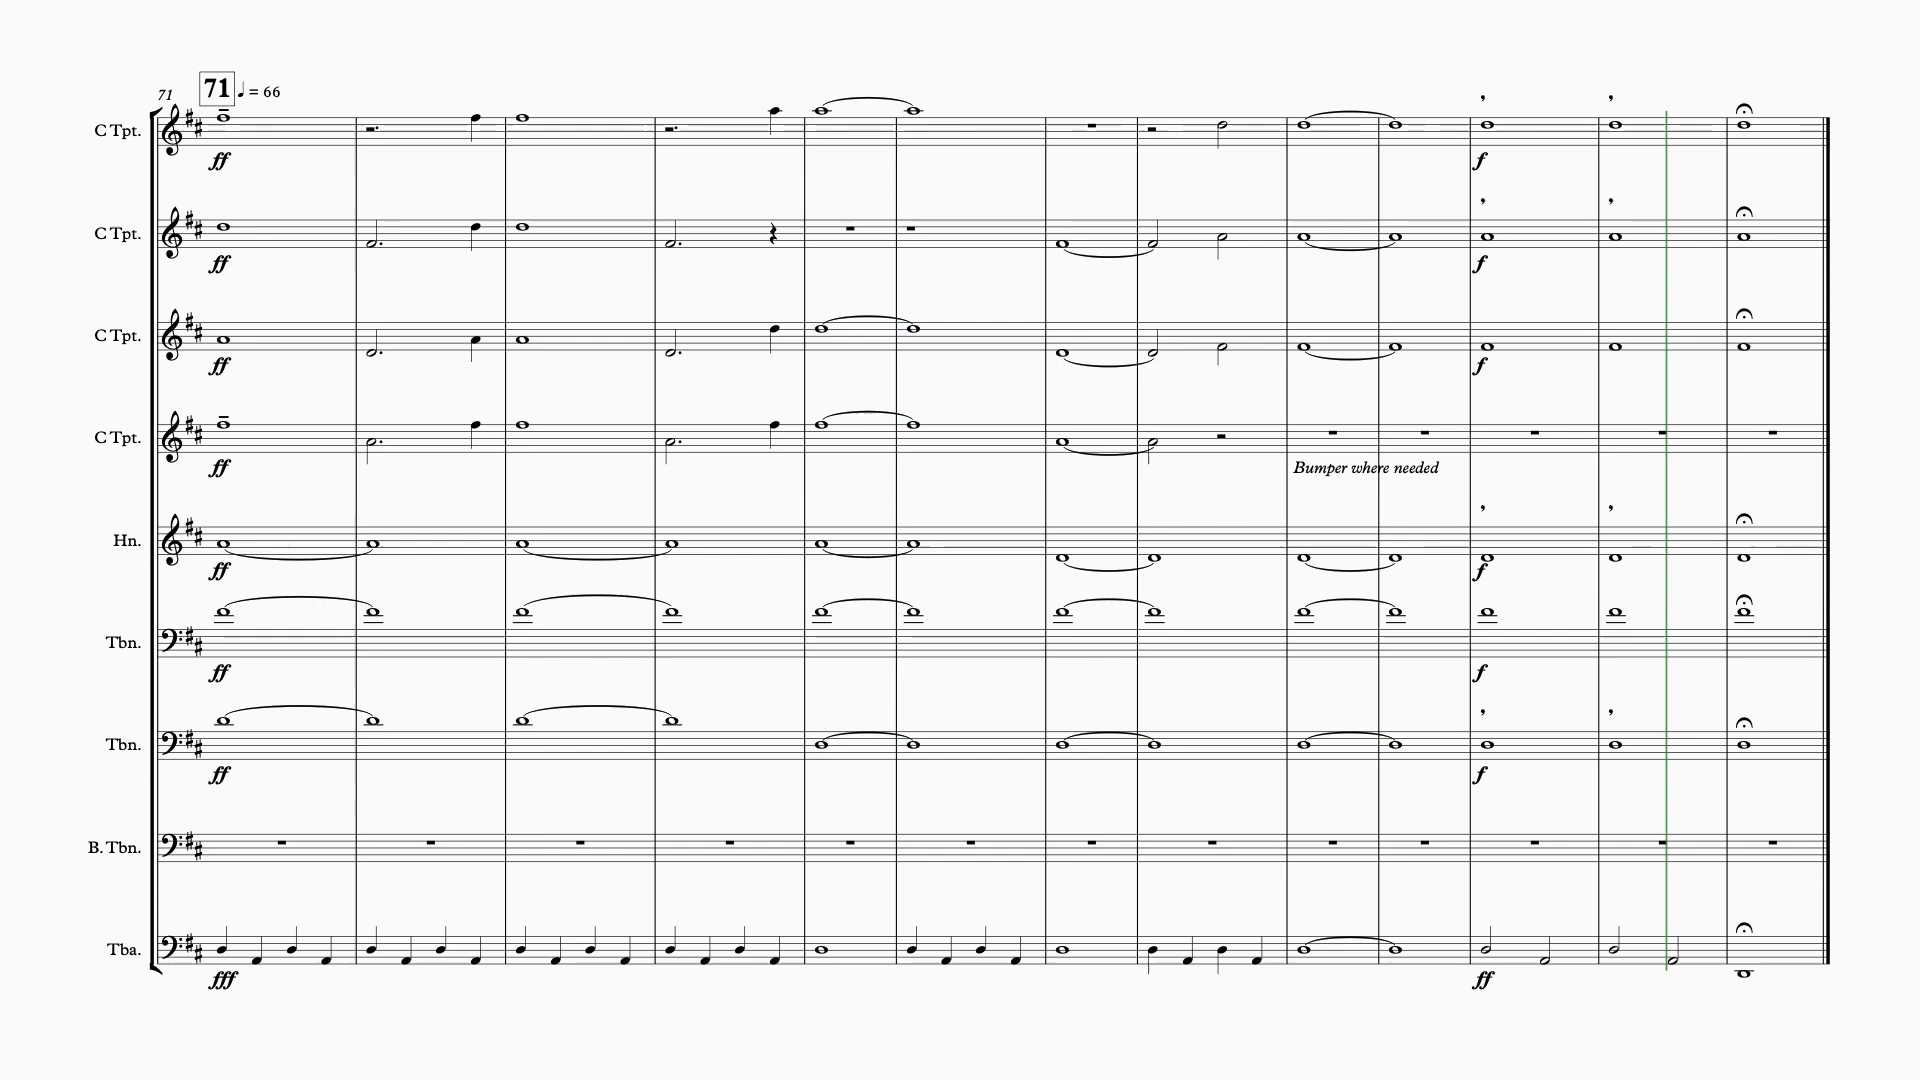 71
71 ♩ = 66
C Tpt.
ff
f
C Tpt.
ff
f
C Tpt.
ff
f
C Tpt.
ff
Bumper where needed
Hn.
ff
f
Tbn.
ff
f
Tbn.
ff
f
B. Tbn.
Tba.
fff
ff